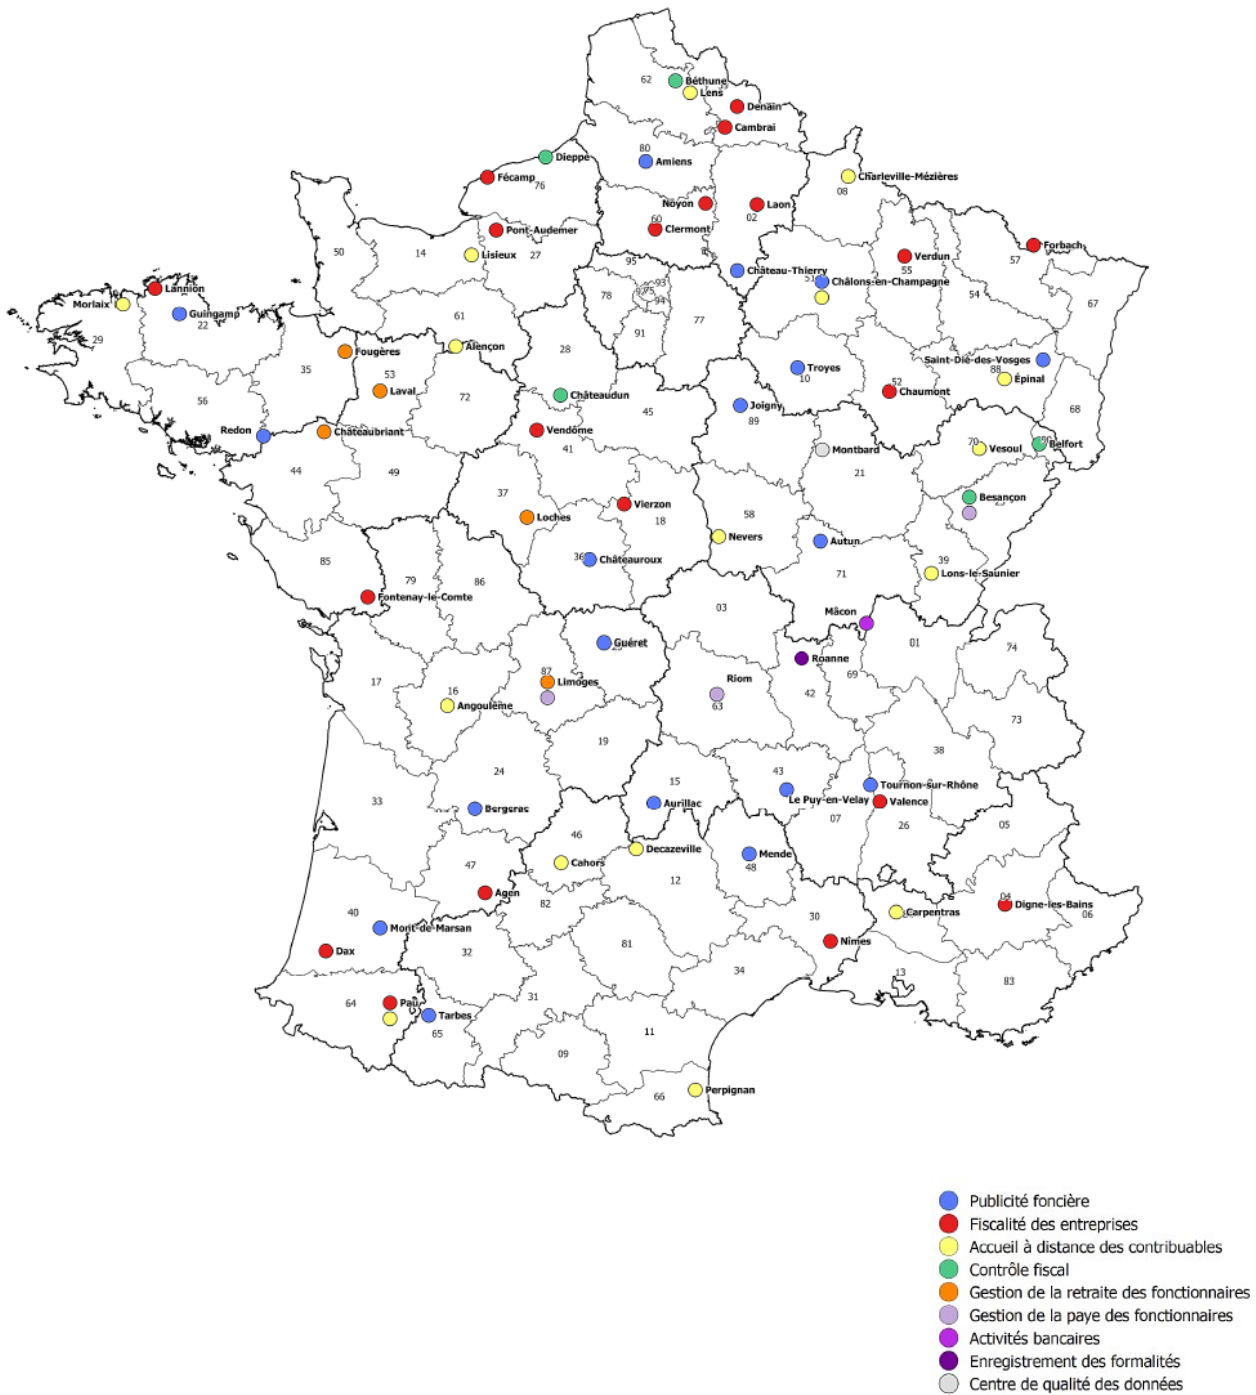 62
Béthune
59
Lens
Denain
Cambrai
80
Amiens
Dieppe
Fécamp
76
Charleville-Mézières
08
Noyon
Laon
02
60
Clermont
Pont-Audemer
27
50
14
Lisieux
Verdun
55
Forbach
57
95
Château-Thierry
51
Châlons-en-Champagne
54
67
78
93
92
75
94
77
91
Lannion
Morlaix
Guingamp
22
29
61
Alençon
28
Fougères
35
53
Laval
72
Châteaudun
45
Troyes
10
Saint-Dié-des-Vosges
88
Épinal
52
Chaumont
68
56
Redon
Châteaubriant
Vendôme
41
Joigny
89
Montbard
21
70
Vesoul
90
Belfort
44
49
37
Loches
Vierzon
18
58
Nevers
Besançon
25
85
79
86
36
Châteauroux
Autun
71
39
Lons-le-Saunier
Fontenay-le-Comte
03
Mâcon
01
74
Guéret
23
Roanne
69
42
17
16
Angoulême
87
Limoges
Riom
63
73
19
38
24
15
43
Tournon-sur-Rhône
33
Bergerac
Aurillac
Le Puy-en-Velay
Valence
07
26
05
46
Cahors
Decazeville
Mende
48
12
47
Agen
82
04
Digne-les-Bains
06
40
Mont-de-Marsan
30
Carpentras
Dax
32
81
Nîmes
34
13
83
64
Pau
31
Tarbes
65
11
09
66
Perpignan
Publicité foncière
Fiscalité des entreprises
Accueil à distance des contribuables
Contrôle fiscal
Gestion de la retraite des fonctionnaires
Gestion de la paye des fonctionnaires
Activités bancaires
Enregistrement des formalités
Centre de qualité des données